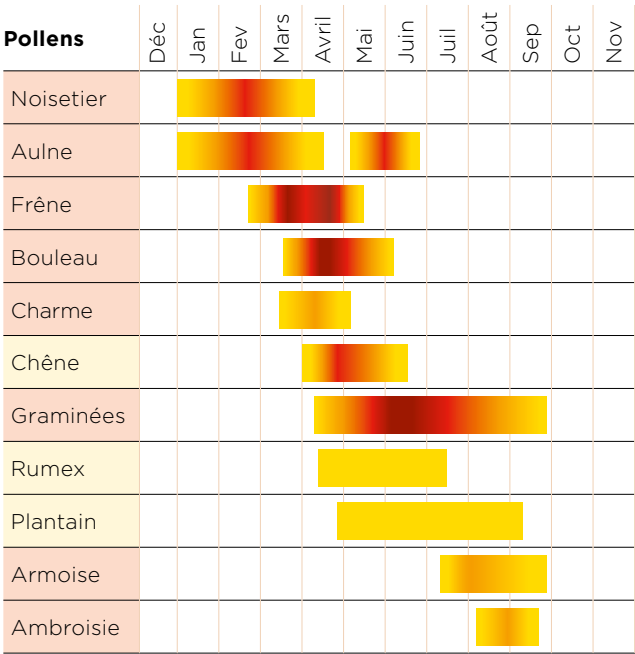 Pollens Déc Jan Fev Mars Avril Mai Juin Juil Août Sep Oct Nov
Noisetier
Aulne
Frêne
Bouleau
Charme
Chêne
Graminées
Rumex
Plantain
Armoise
Ambroisie